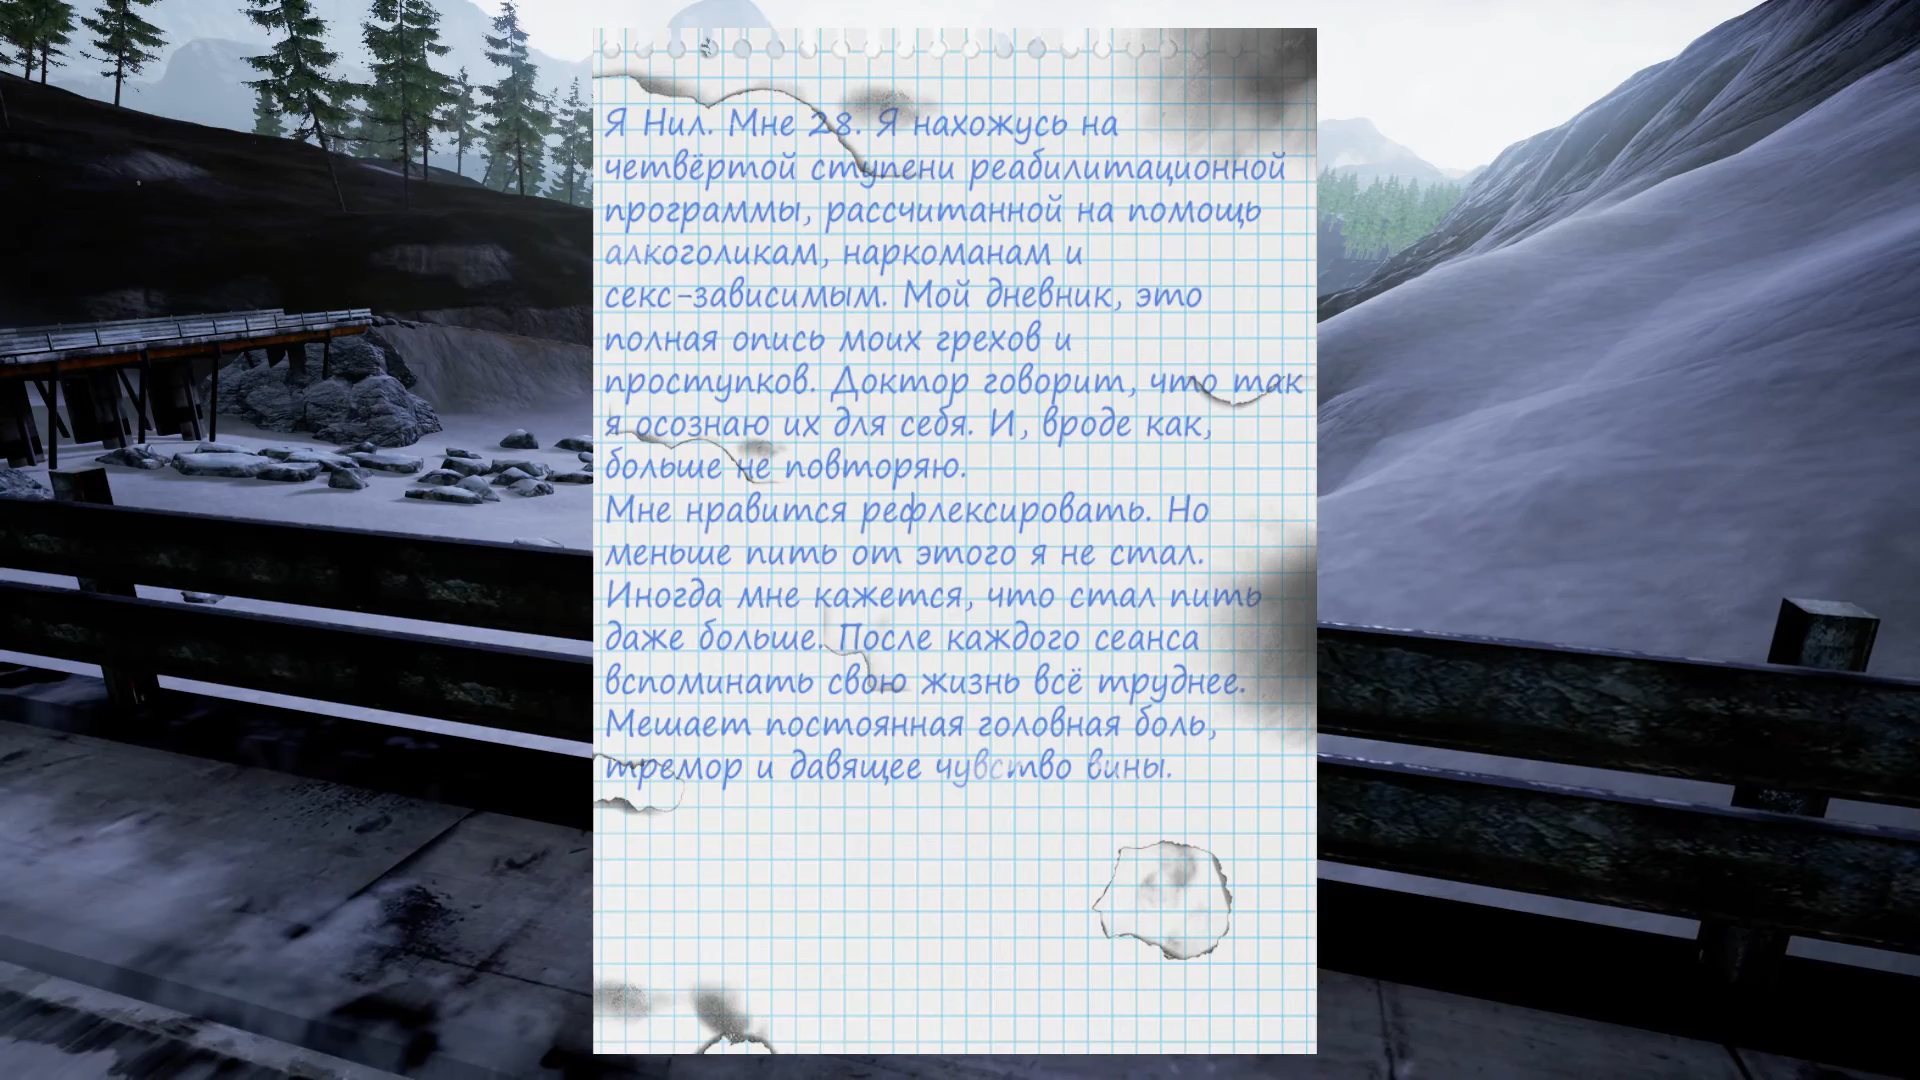 Я Нил. Мне 28. Я нахожусь на
четвёртой ступени реабилитационной
программы, рассчитанной на помощь
алкоголикам, наркоманам и
секс-зависимым. Мой дневник, это
полная опись моих грехов и
проступков. Доктор говорит, что так
я осознаю их для себя. И, вроде как,
больше не повторяю.
Мне нравится рефлексировать. Но
меньше пить от этого я не стал.
Иногда мне кажется, что стал пить
даже больше. После каждого сеанса
вспоминать свою жизнь всё труднее.
Мешает постоянная головная боль,
тремор и давящее чувство вины.